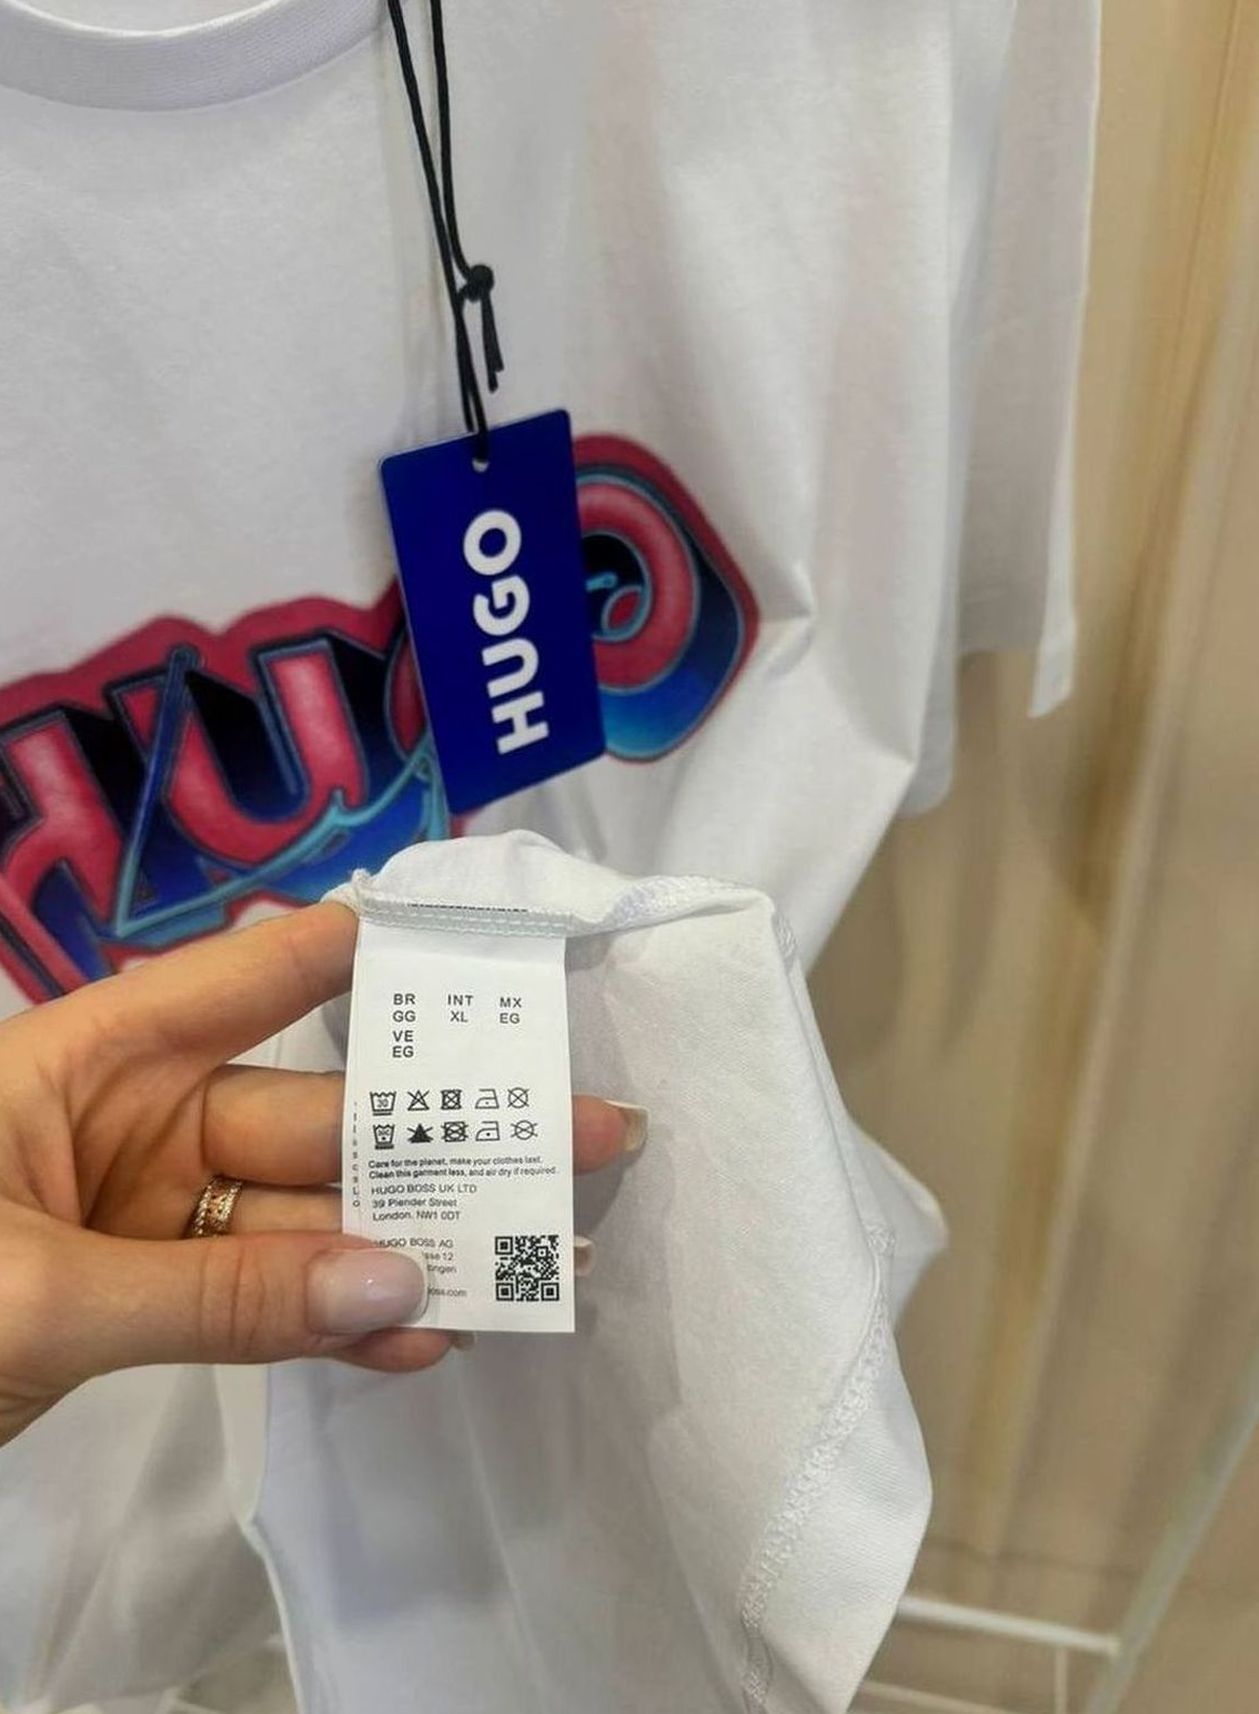 HUGO
HUGO
BR INT MX
GG XL EG
VE
EG
30
Care for the planet, make your clothes last.
Clean this garment less, and air dry if required.
HUGO BOSS UK LTD
39 Plender Street
London. NW1 0DT
HUGO BOSS AG
12